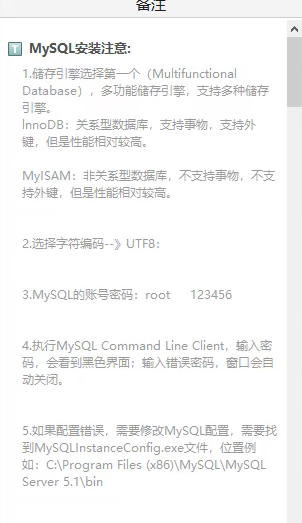 备注
T MySQL安装注意:
1.储存引擎选择第一个（Multifunctional
Database），多功能储存引擎，支持多种储存
引擎。
InnoDB：关系型数据库，支持事物，支持外
键，但是性能相对较高。
MyISAM：非关系型数据库，不支持事物，不支
持外键，但是性能相对较高。
2.选择字符编码--》UTF8：
3.MySQL的账号密码：root 123456
4.执行MySQL Command Line Client，输入密
码，会看到黑色界面；输入错误密码，窗口会自
动关闭。
5.如果配置错误，需要修改MySQL配置，需要找
到MySQLInstanceConfig.exe文件，位置例
如：C:\Program Files (x86)\MySQL\MySQL
Server 5.1\bin